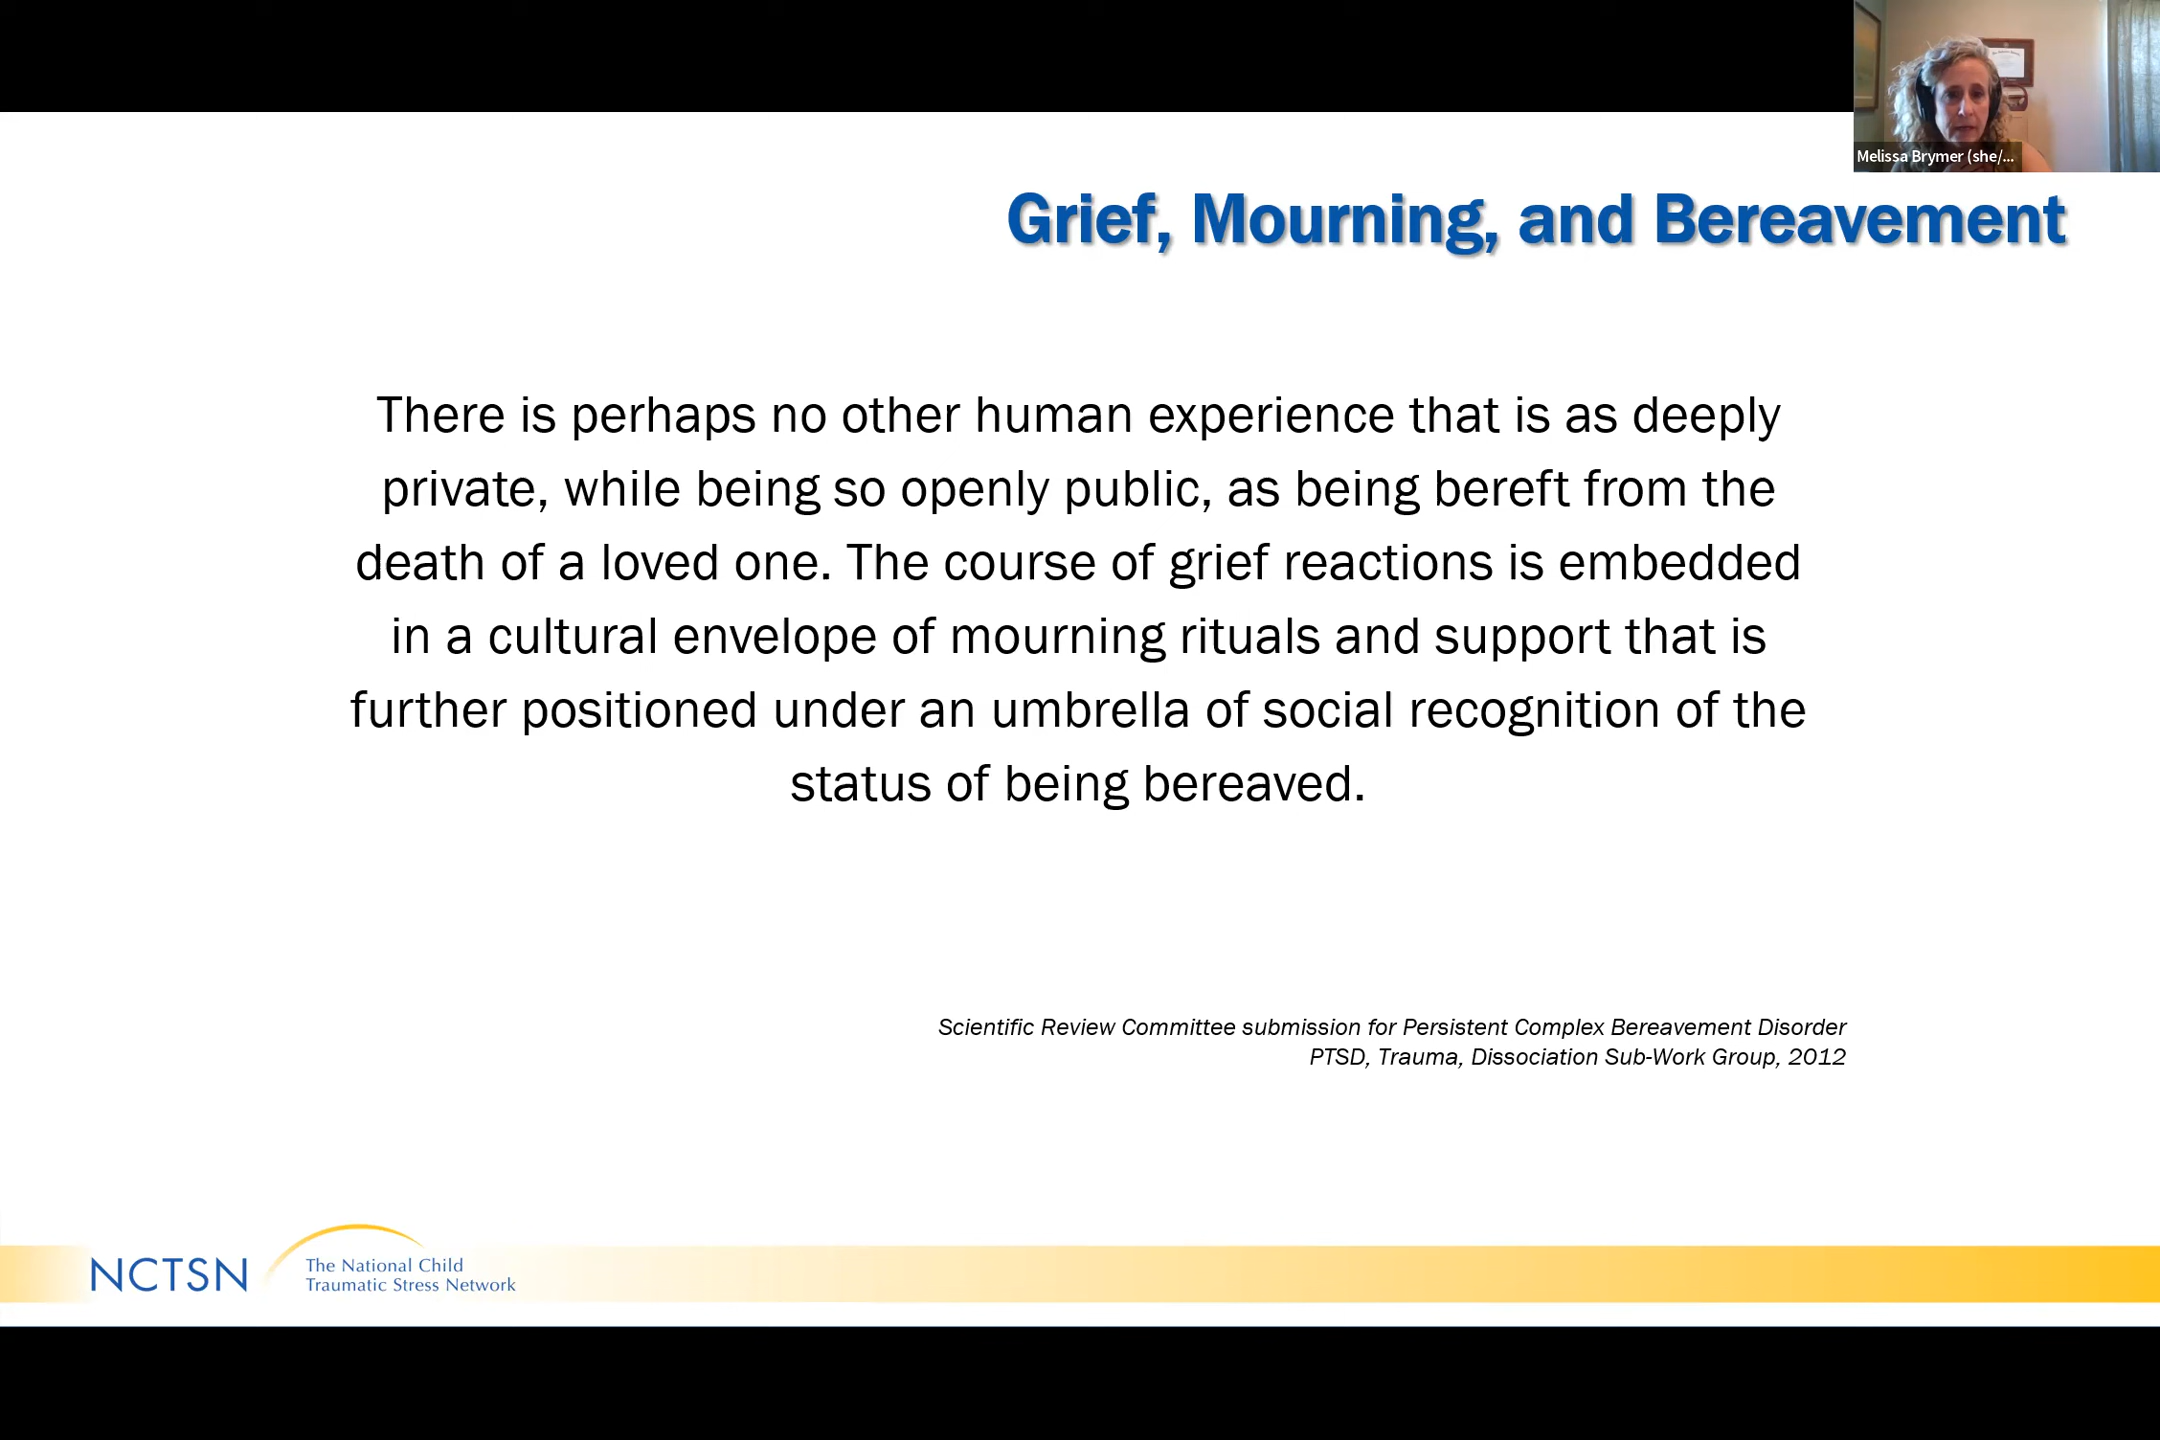 Melissa Brymer (she/...
Grief, Mourning, and Bereavement
There is perhaps no other human experience that is as deeply
private, while being so openly public, as being bereft from the
death of a loved one. The course of grief reactions is embedded
in a cultural envelope of mourning rituals and support that is
further positioned under an umbrella of social recognition of the
status of being bereaved.
Scientific Review Committee submission for Persistent Complex Bereavement Disorder
PTSD, Trauma, Dissociation Sub-Work Group, 2012
NCTSN
The National Child
Traumatic Stress Network